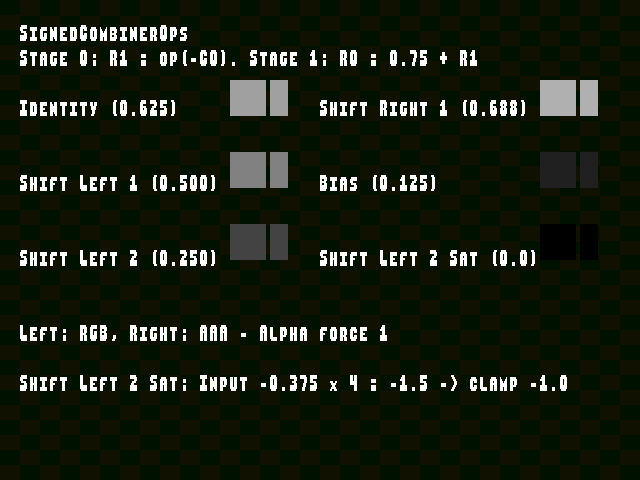 SignedCombinerOps
Stage 0: R1 = op(-C0). Stage 1: R0 = 0.75 + R1
Identity (0.625)
Shift Right 1 (0.688)
Shift Left 1 (0.500)
Bias (0.125)
Shift Left 2 (0.250)
Shift Left 2 Sat (0.0)
Left: RGB, Right: AAA - Alpha force 1
Shift Left 2 Sat: Input -0.375 x 4 = -1.5 -> clamp -1.0